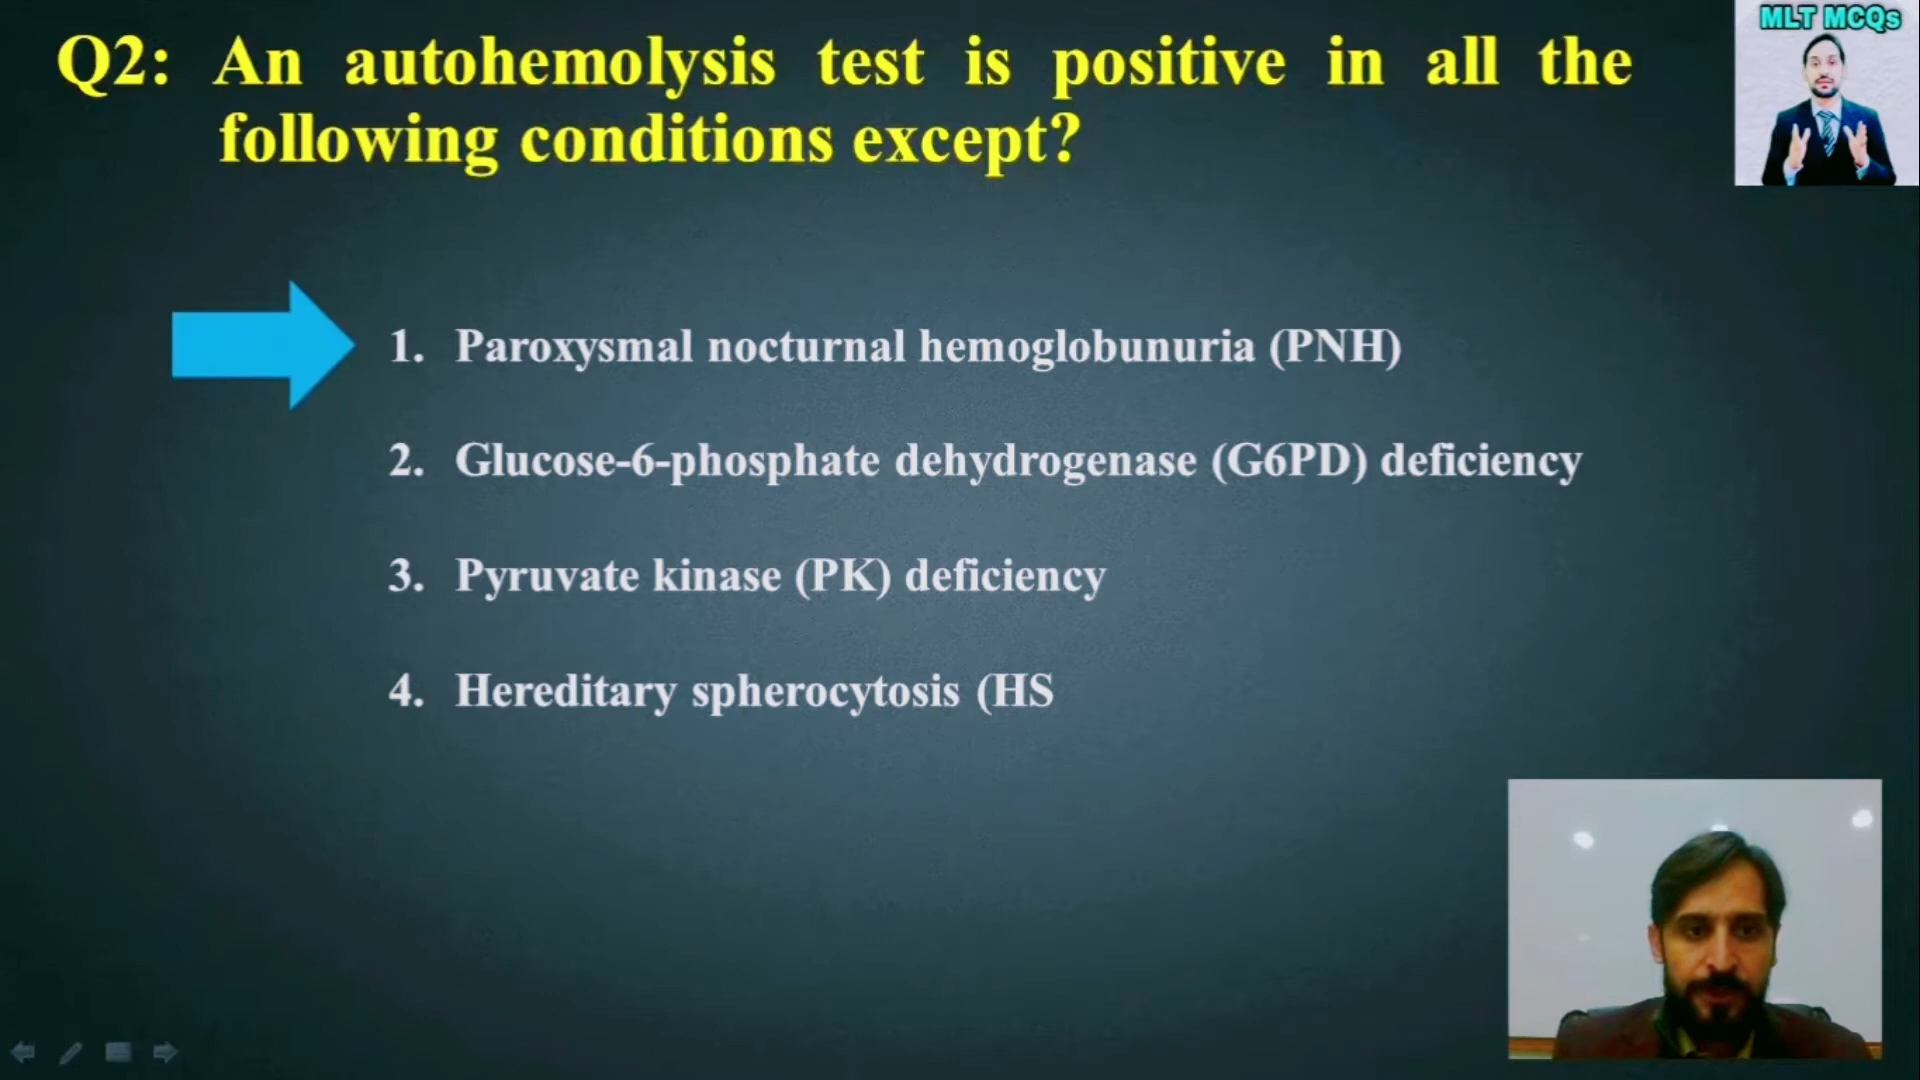 MLT MCQs
Q2: An autohemolysis test is positive in all the
following conditions except?
1. Paroxysmal nocturnal hemoglobunuria (PNH)
2. Glucose-6-phosphate dehydrogenase (G6PD) deficiency
3. Pyruvate kinase (PK) deficiency
4. Hereditary spherocytosis (HS